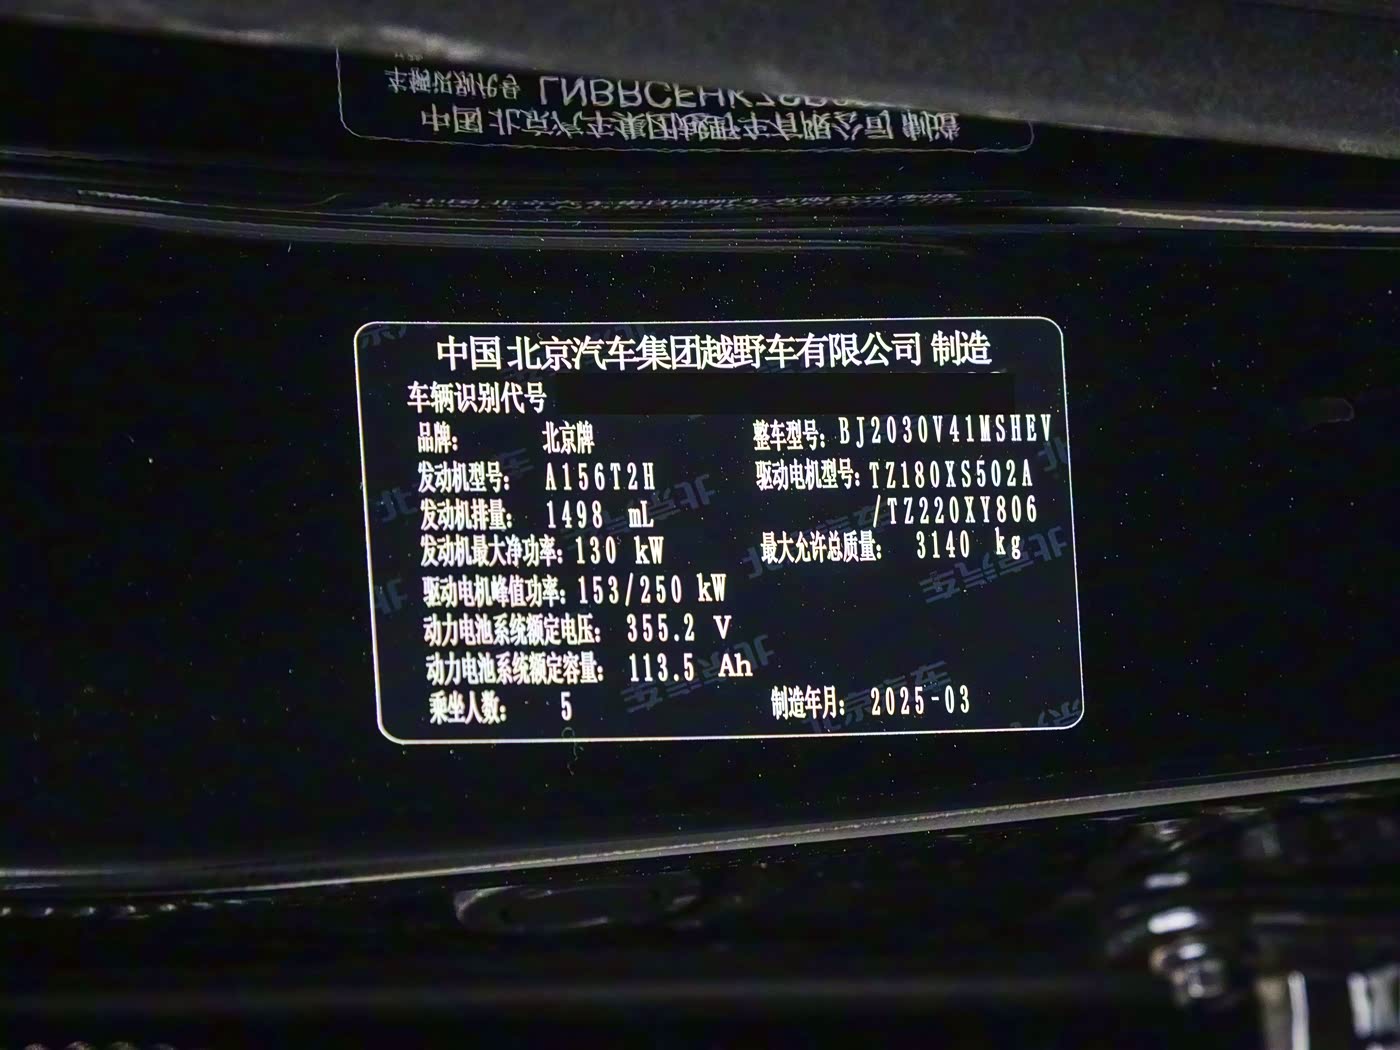 中国 北京汽车集团越野车有限公司 制造
车辆识别代号
品牌: 北京牌 整车型号: BJ2030V41MSHEV
发动机型号: A156T2H 驱动电机型号: TZ180XS502A
发动机排量: 1498 mL /TZ220XY806
发动机最大净功率: 130 kW 最大允许总质量: 3140 kg
驱动电机峰值功率: 153/250 kW
动力电池系统额定电压: 355.2 V
动力电池系统额定容量: 113.5 Ah
乘坐人数: 5 制造年月: 2025-03